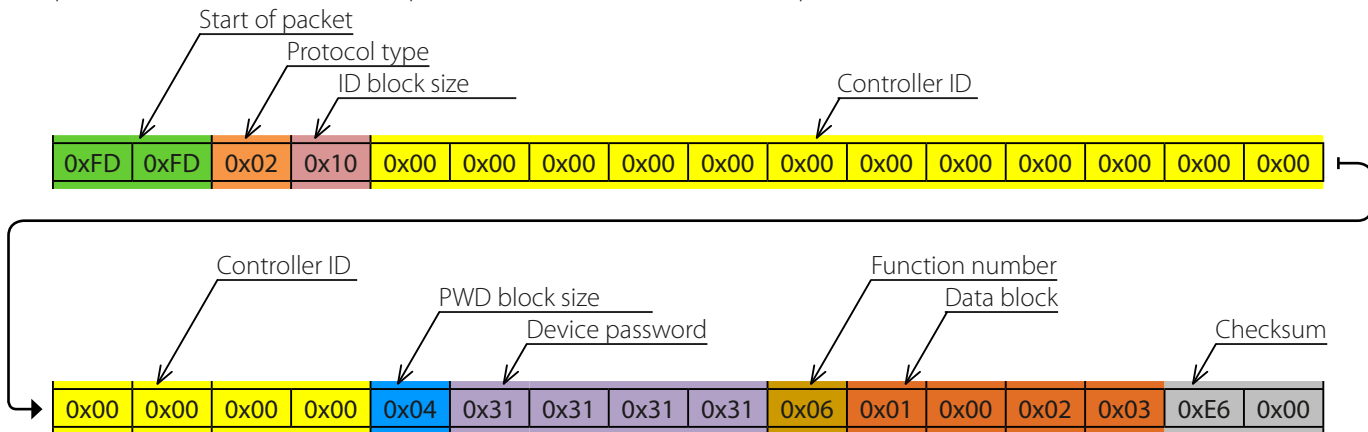 Start of packet
Protocol type
ID block size
Controller ID
0xFD 0xFD 0x02 0x10 0x00 0x00 0x00 0x00 0x00 0x00 0x00 0x00 0x00 0x00 0x00 0x00
Controller ID
Function number
PWD block size
Data block
Device password
Checksum
0x00 0x00 0x00 0x00 0x04 0x31 0x31 0x31 0x31 0x06 0x01 0x00 0x02 0x03 0xE6 0x00